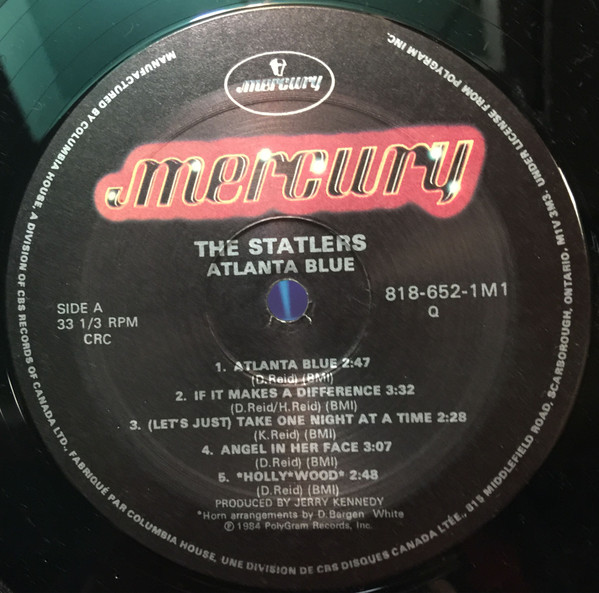 MANUFACTURED BY COLUMBIA HOUSE, A DIVISION OF CBS RECORDS OF CANADA LTD., UNDER LICENSE FROM POLYGRAM INC.
mercury
mercury
THE STATLERS
ATLANTA BLUE
SIDE A
33 1/3 RPM
CRC
818-652-1 M1
Q
1. ATLANTA BLUE 2:47
(D.Reid) (BMI)
2. IF IT MAKES A DIFFERENCE 3:32
(D.Reid/H.Reid) (BMI)
3. (LET'S JUST) TAKE ONE NIGHT AT A TIME 2:28
(K.Reid) (BMI)
4. ANGEL IN HER FACE 3:07
(D.Reid) (BMI)
5. *HOLLY*WOOD* 2:48
(D.Reid) (BMI)
PRODUCED BY JERRY KENNEDY
*Horn arrangements by D.Bergen White
℗ 1984 PolyGram Records, Inc.
FABRIQUÉ PAR COLUMBIA HOUSE, UNE DIVISION DE CBS DISQUES CANADA LTÉE., 815 MIDDLEFIELD ROAD, SCARBOROUGH, ONTARIO, M1V 3M3.